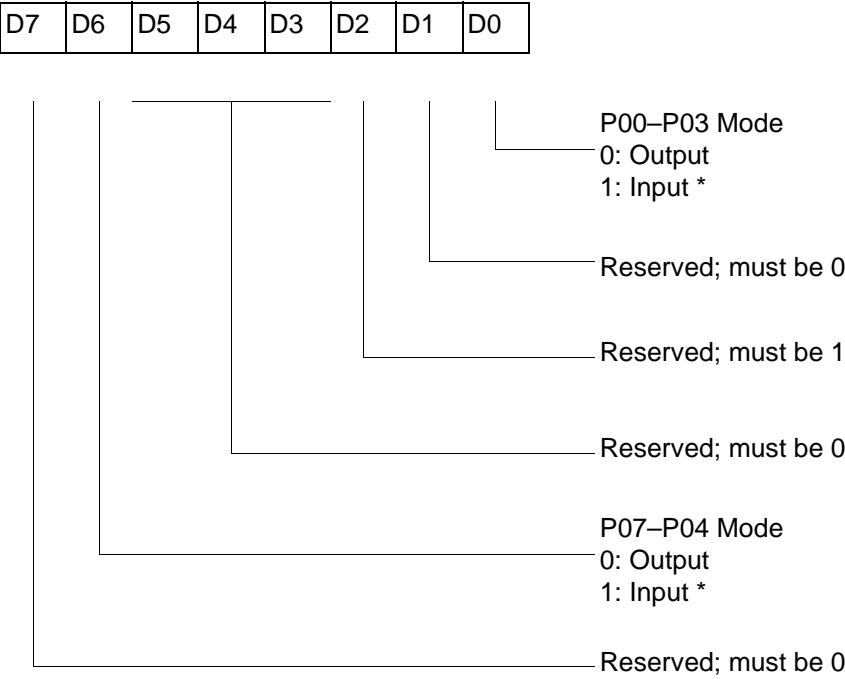 D7 D6 D5 D4 D3 D2 D1 D0
P00–P03 Mode
0: Output
1: Input *
Reserved; must be 0
Reserved; must be 1
Reserved; must be 0
P07–P04 Mode
0: Output
1: Input *
Reserved; must be 0